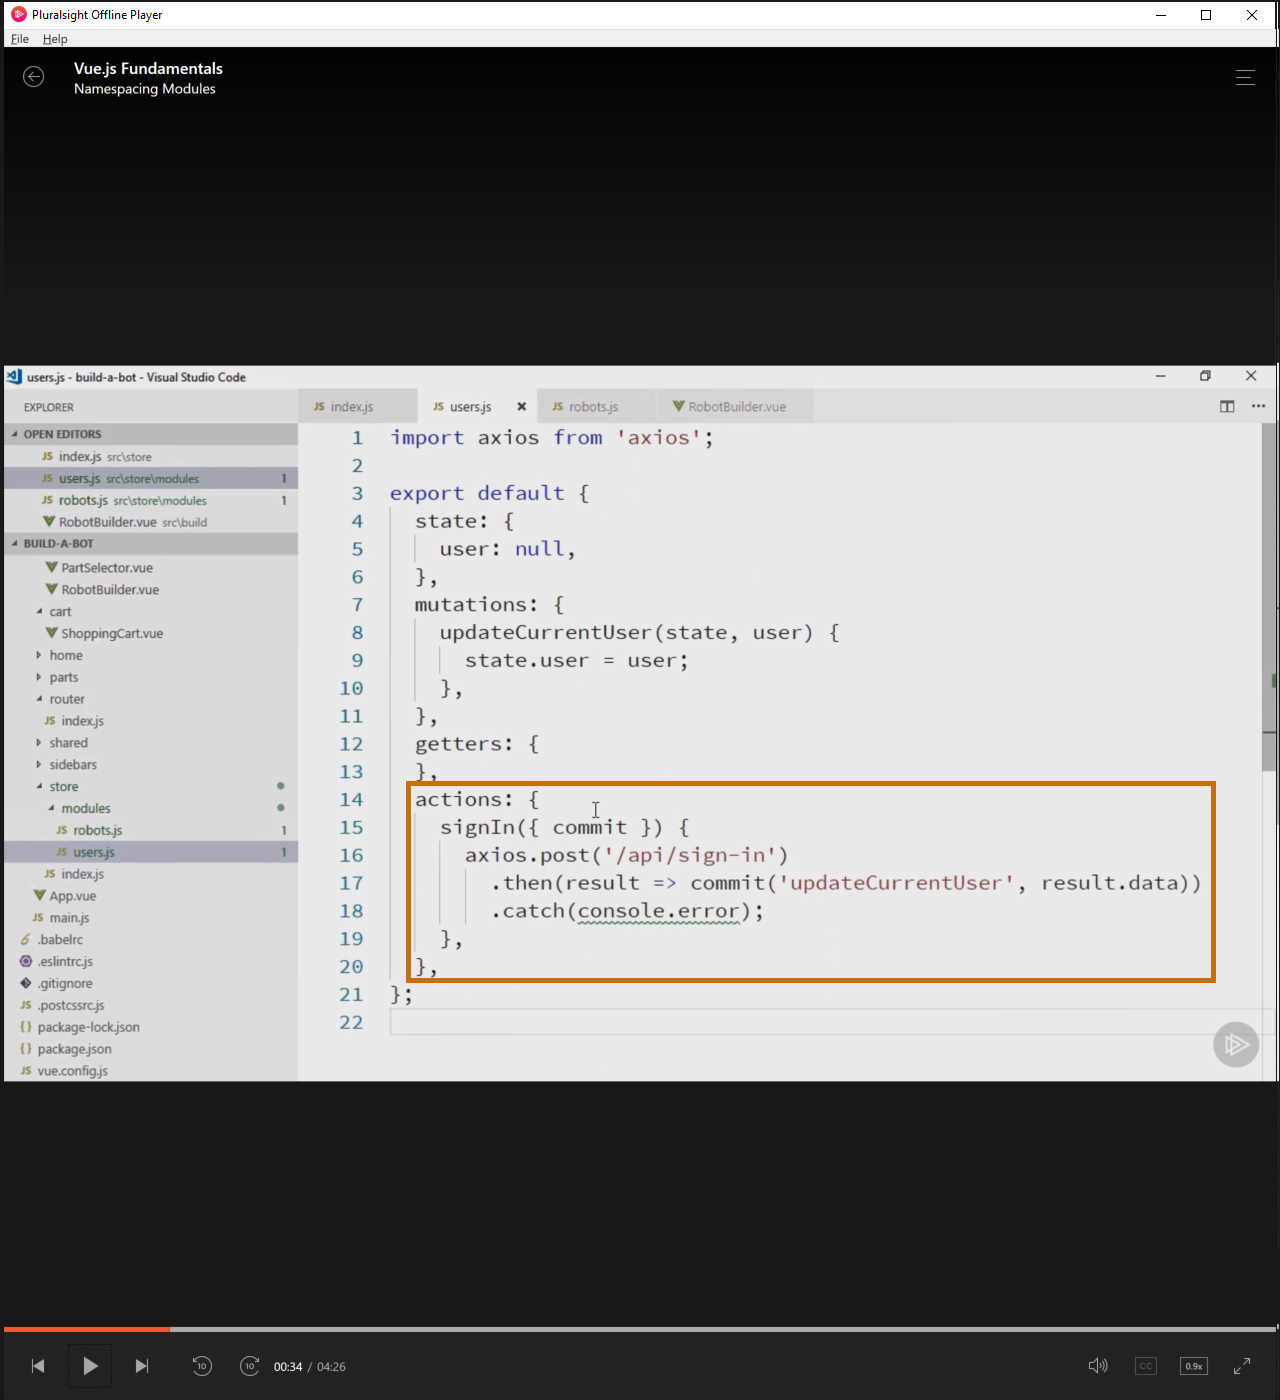 Pluralsight Offline Player
File Help
Vue.js Fundamentals
Namespacing Modules
users.js - build-a-bot - Visual Studio Code
EXPLORER
OPEN EDITORS
JS index.js src\store
JS users.js src\store\modules 1
JS robots.js src\store\modules 1
RobotBuilder.vue src\build
BUILD-A-BOT
PartSelector.vue
RobotBuilder.vue
cart
ShoppingCart.vue
home
parts
router
JS index.js
shared
sidebars
store
modules
JS robots.js 1
JS users.js 1
JS index.js
App.vue
JS main.js
6 .babelrc
.eslintrc.js
.gitignore
JS .postcssrc.js
{} package-lock.json
{} package.json
JS vue.config.js
JS index.js JS users.js JS robots.js RobotBuilder.vue
1 import axios from 'axios';
2
3 export default {
4 state: {
5 user: null,
6 },
7 mutations: {
8 updateCurrentUser(state, user) {
9 state.user = user;
10 },
11 },
12 getters: {
13 },
14 actions: {
15 signIn({ commit }) {
16 axios.post('/api/sign-in')
17 .then(result => commit('updateCurrentUser', result.data))
18 .catch(console.error);
19 },
20 },
21 };
22
10 10 00:34 / 04:26 CC 0.9x